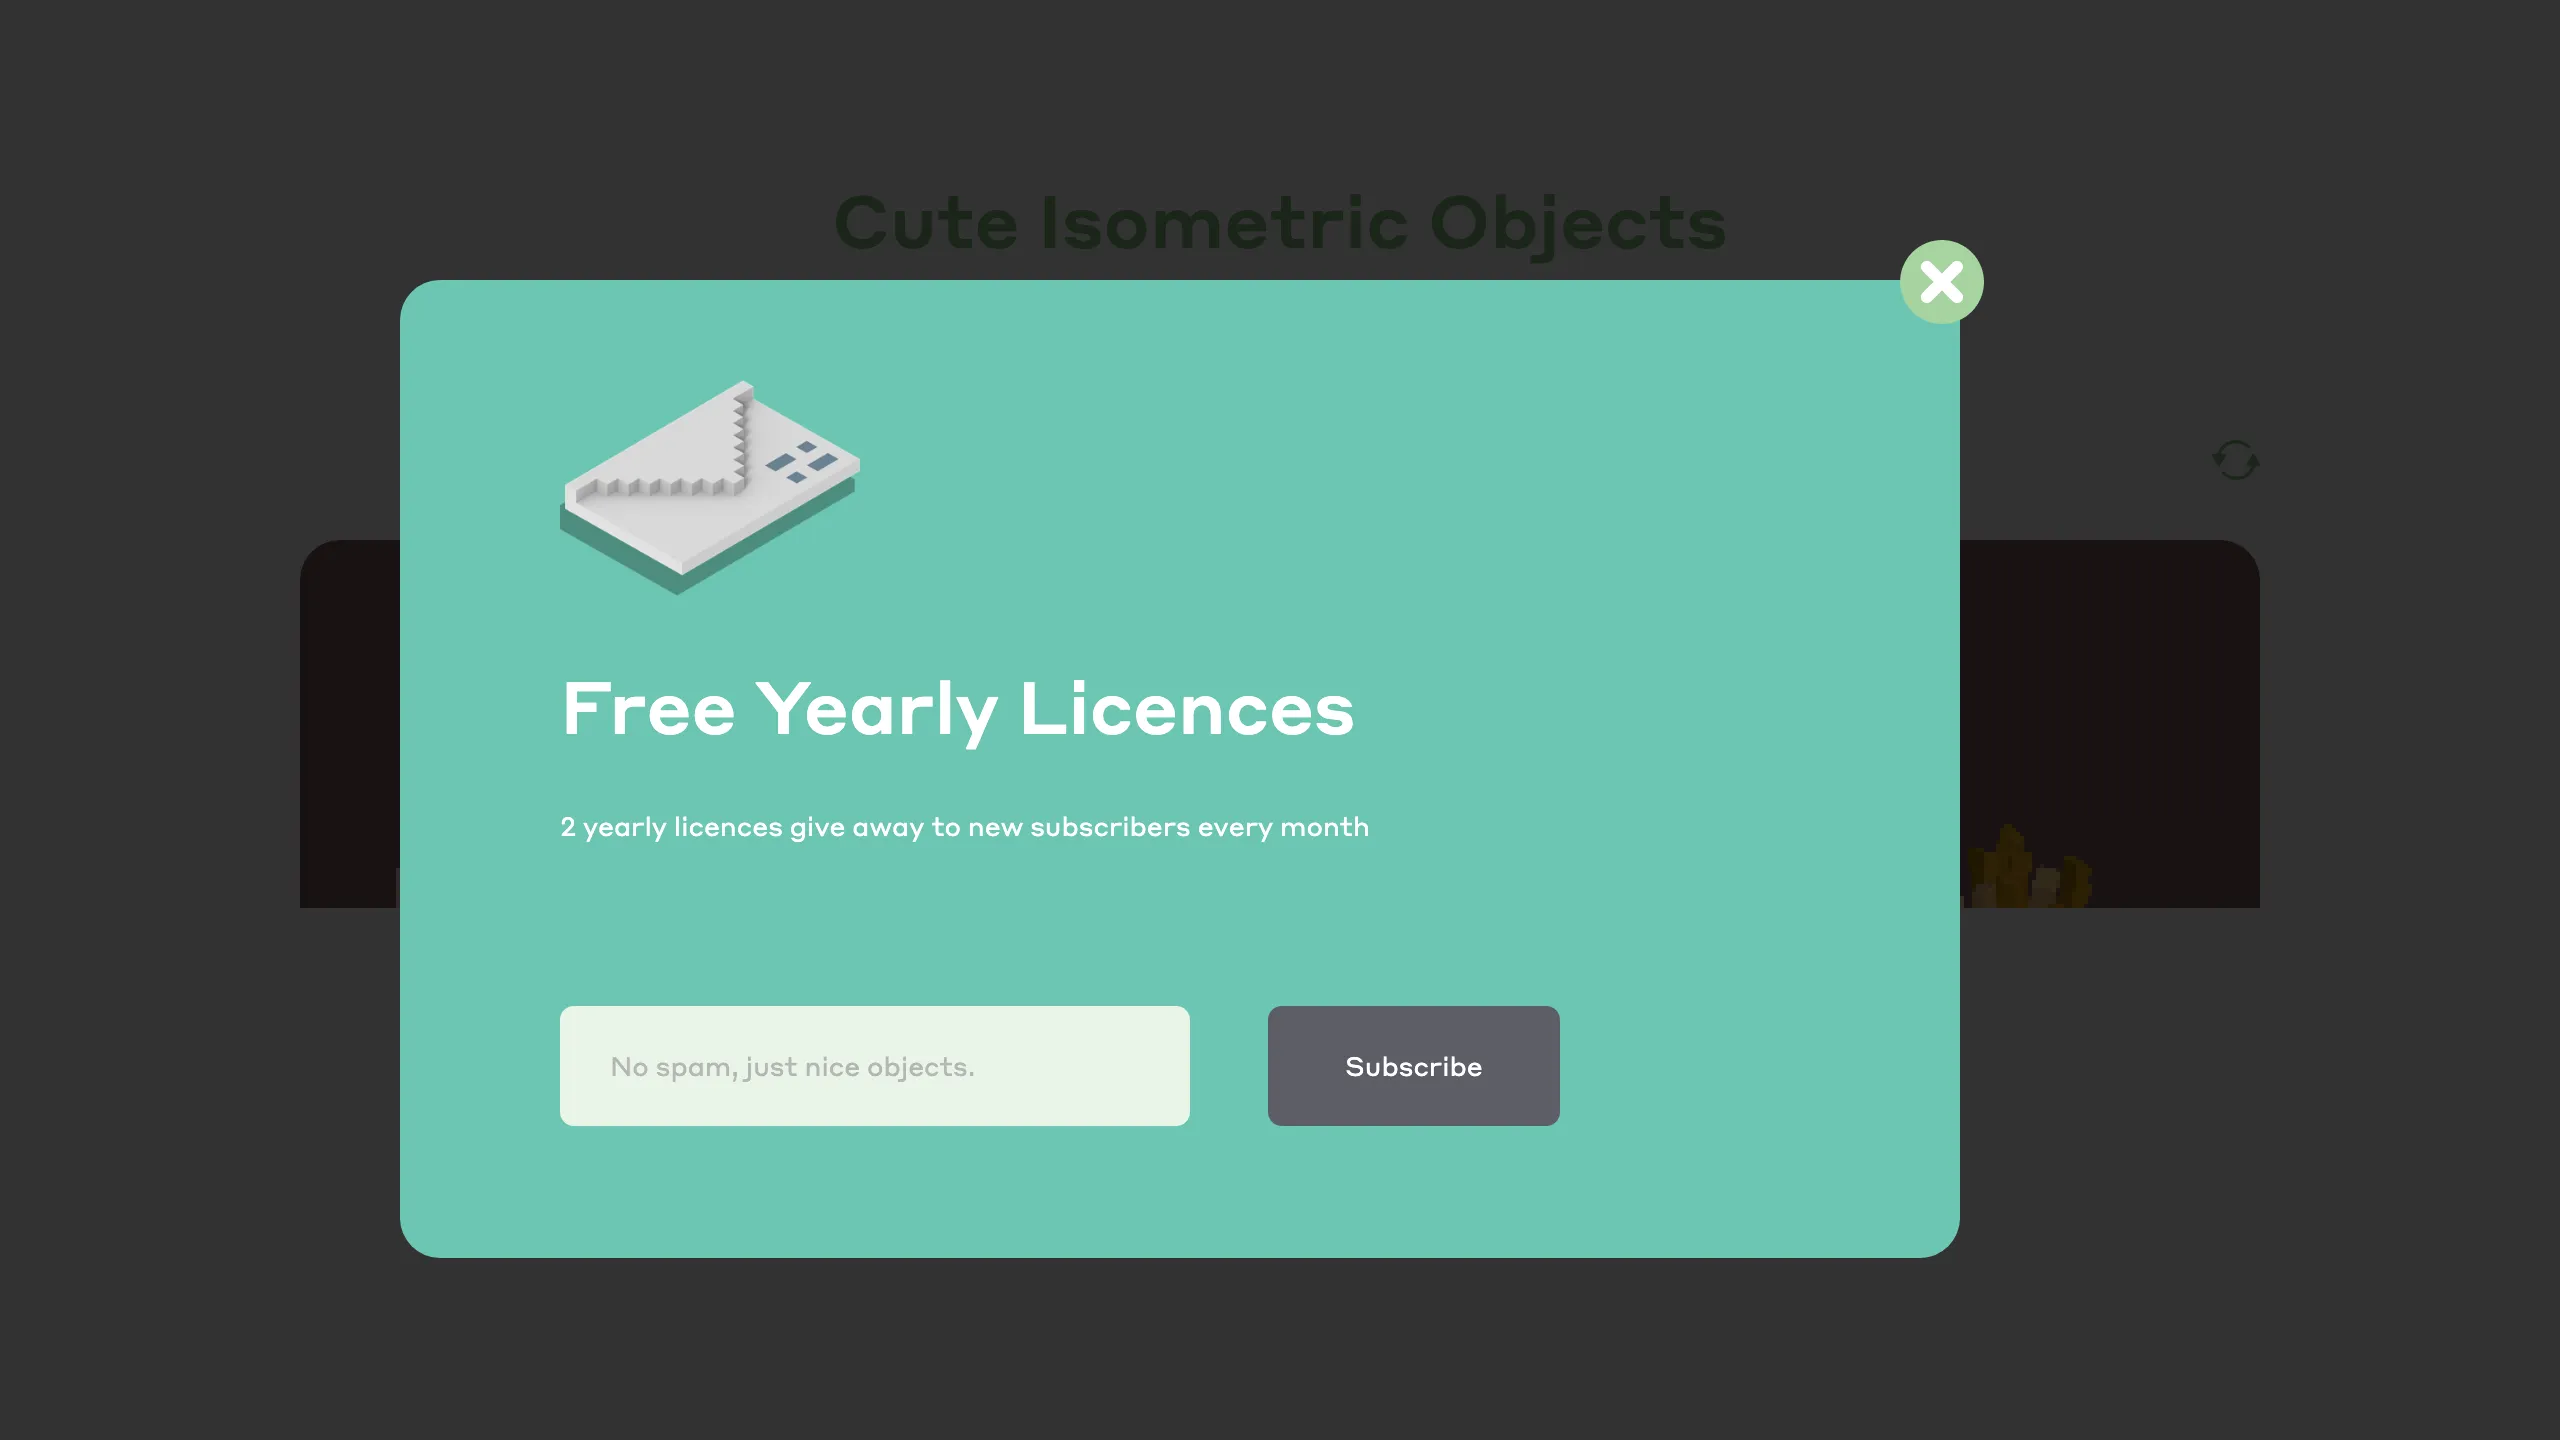 Cute Isometric Objects
Free Yearly Licences
2 yearly licences give away to new subscribers every month
No spam, just nice objects.
Subscribe